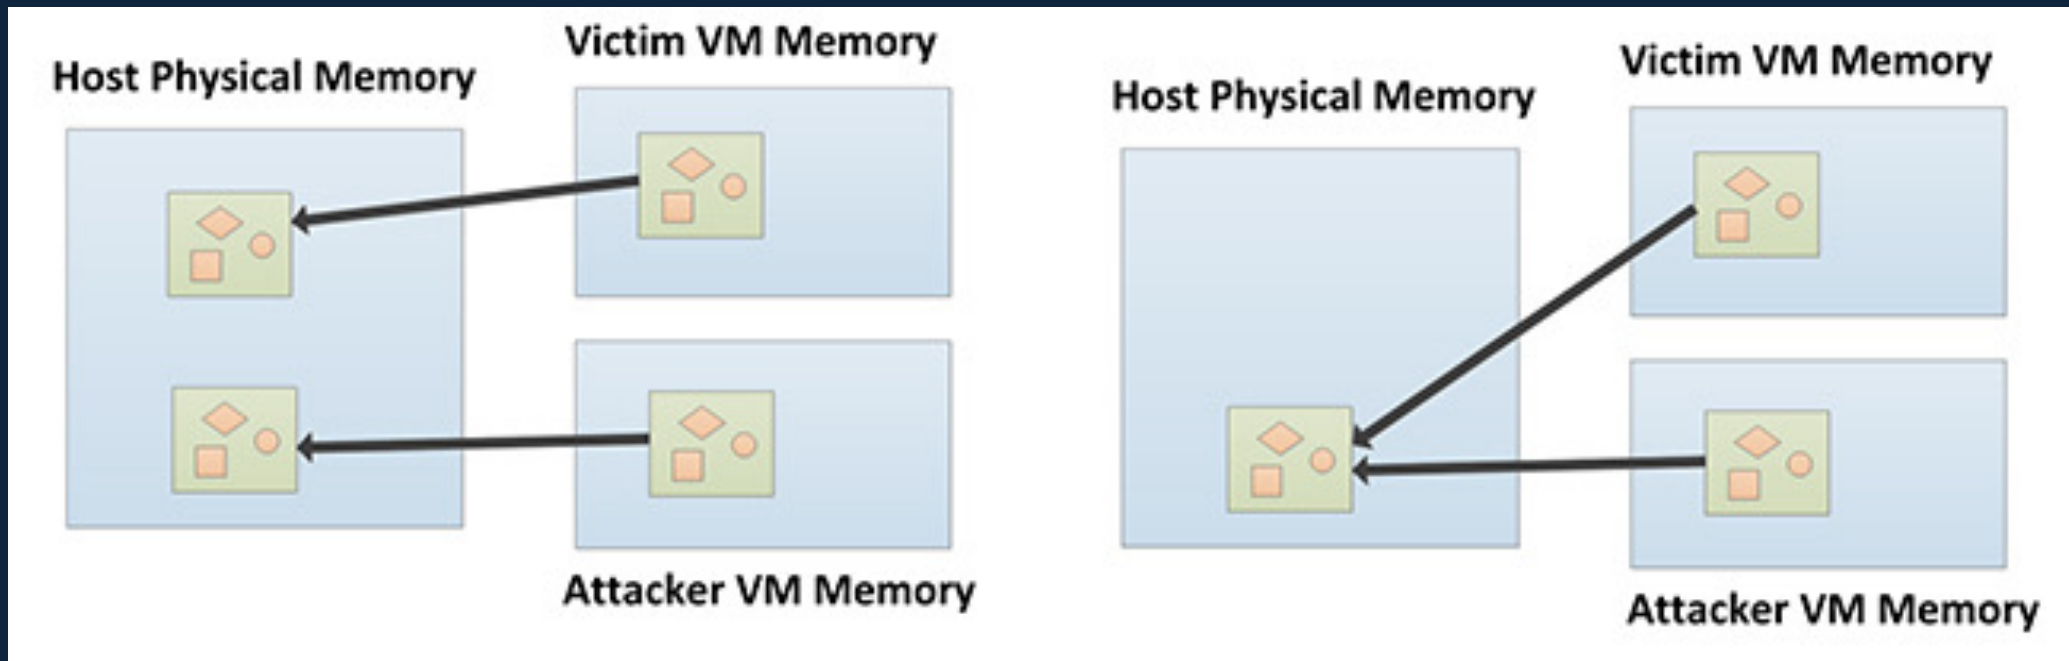 Victim VM Memory
Host Physical Memory
Attacker VM Memory
Victim VM Memory
Host Physical Memory
Attacker VM Memory